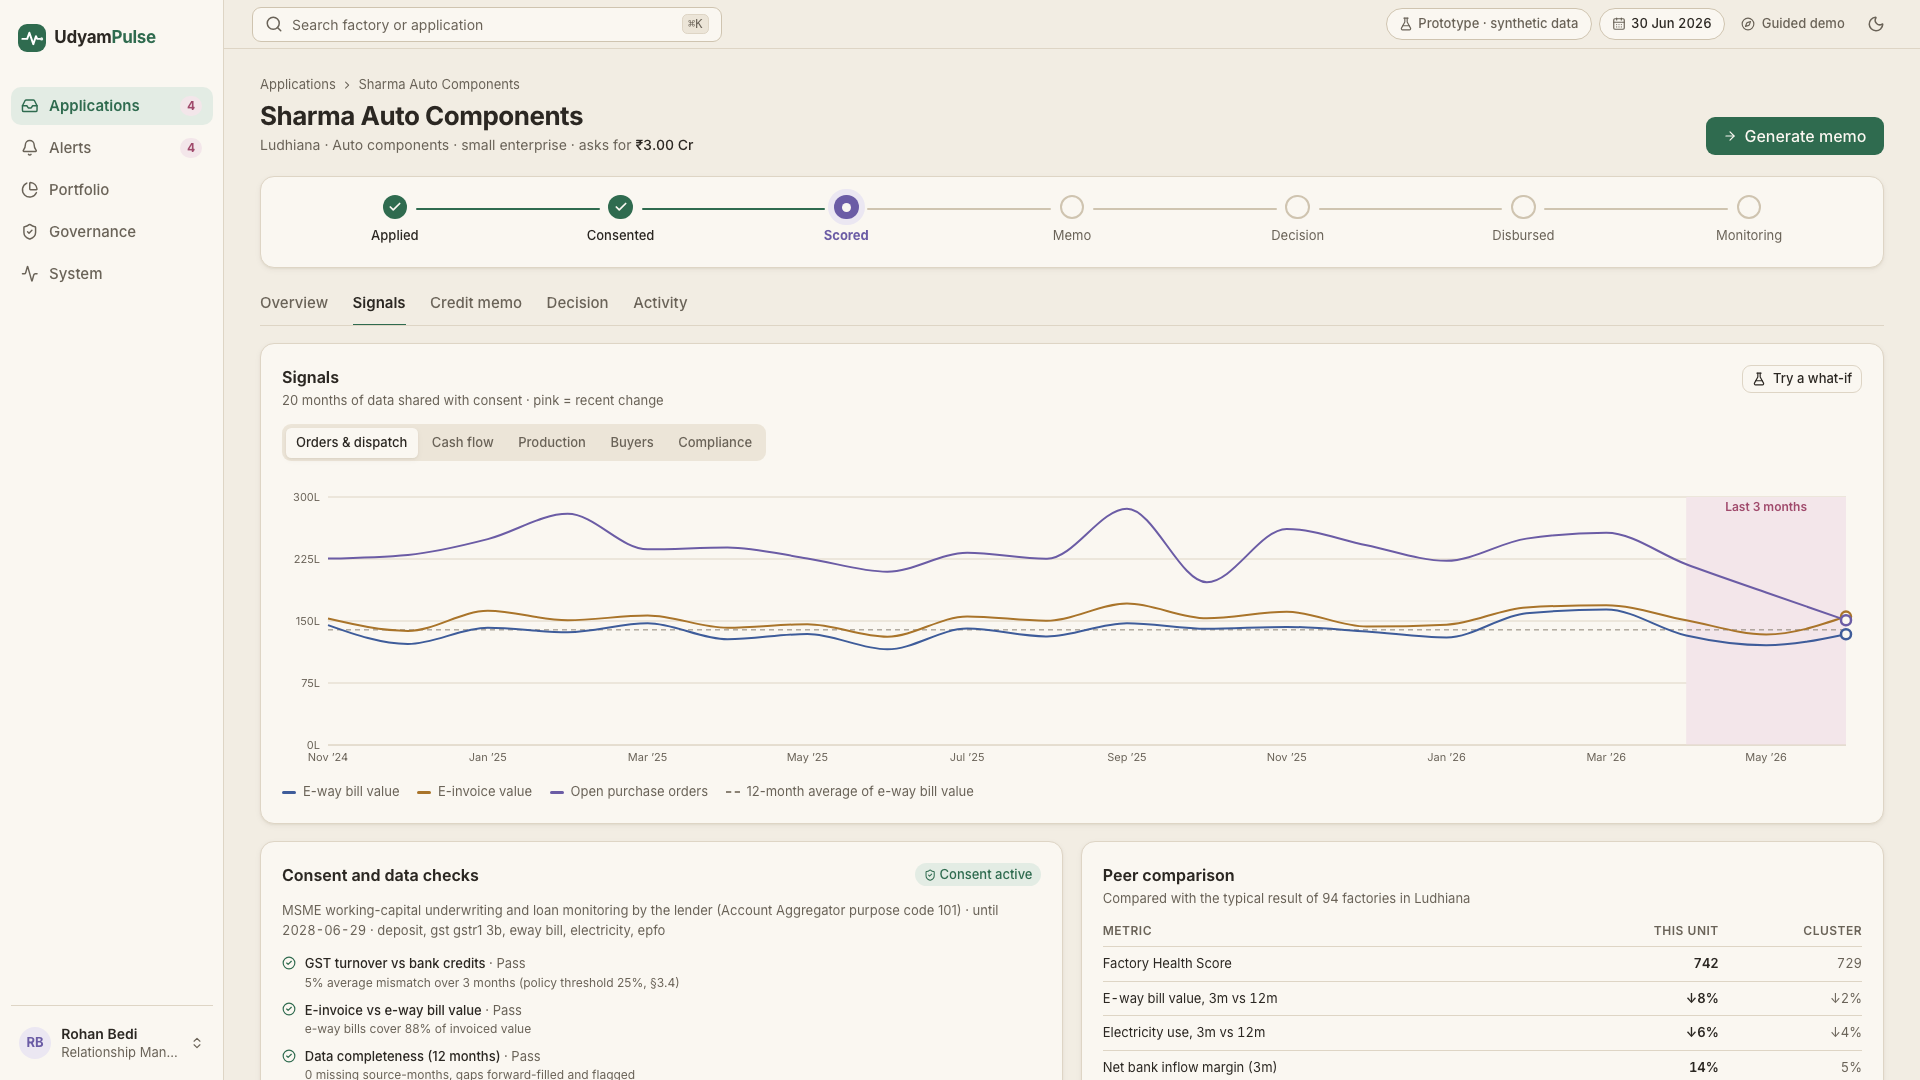 UdyamPulse
Search factory or application
⌘K
Prototype · synthetic data
30 Jun 2026
Guided demo
Applications 4
Alerts 4
Portfolio
Governance
System
Applications › Sharma Auto Components
Sharma Auto Components
Ludhiana · Auto components · small enterprise · asks for ₹3.00 Cr
Generate memo
Applied
Consented
Scored
Memo
Decision
Disbursed
Monitoring
Overview
Signals
Credit memo
Decision
Activity
Signals
20 months of data shared with consent · pink = recent change
Try a what-if
Orders & dispatch
Cash flow
Production
Buyers
Compliance
300L
225L
150L
75L
0L
Last 3 months
Nov ’24
Jan ’25
Mar ’25
May ’25
Jul ’25
Sep ’25
Nov ’25
Jan ’26
Mar ’26
May ’26
E-way bill value
E-invoice value
Open purchase orders
12-month average of e-way bill value
Consent and data checks
Consent active
MSME working-capital underwriting and loan monitoring by the lender (Account Aggregator purpose code 101) · until
2028-06-29 · deposit, gst gstr1 3b, eway bill, electricity, epfo
GST turnover vs bank credits · Pass
5% average mismatch over 3 months (policy threshold 25%, §3.4)
E-invoice vs e-way bill value · Pass
e-way bills cover 88% of invoiced value
Data completeness (12 months) · Pass
0 missing source-months, gaps forward-filled and flagged
Peer comparison
Compared with the typical result of 94 factories in Ludhiana
METRIC THIS UNIT CLUSTER
Factory Health Score 742 729
E-way bill value, 3m vs 12m ↓8% ↓2%
Electricity use, 3m vs 12m ↓6% ↓4%
Net bank inflow margin (3m) 14% 5%
RB
Rohan Bedi
Relationship Man...